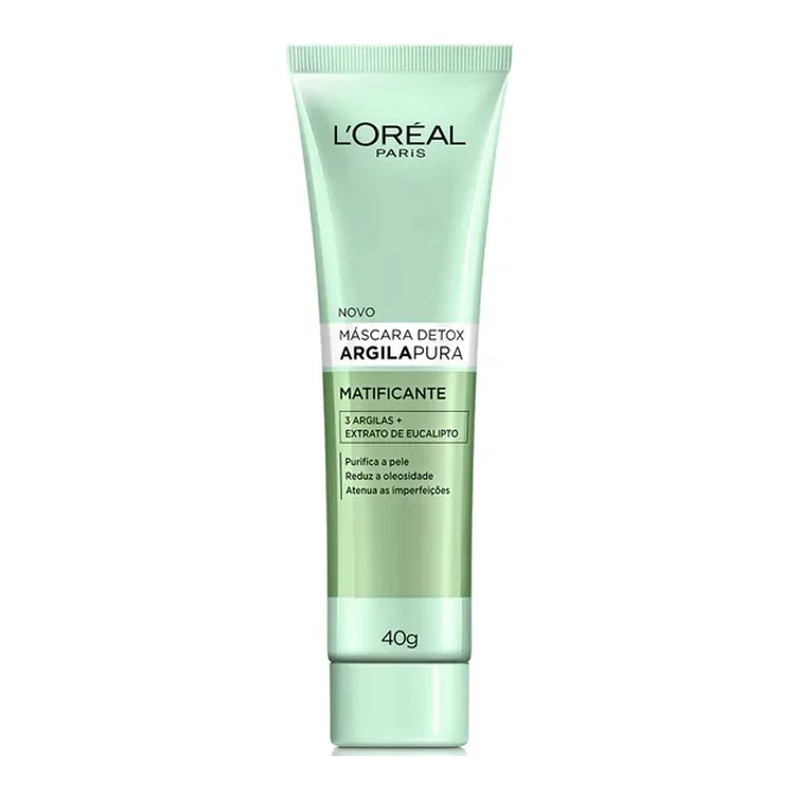 L'ORÉAL
PARiS
NOVO
MÁSCARA DETOX
ARGILAPURA
MATIFICANTE
3 ARGILAS +
EXTRATO DE EUCALIPTO
Purifica a pele
Reduz a oleosidade
Atenua as imperfeições
40g